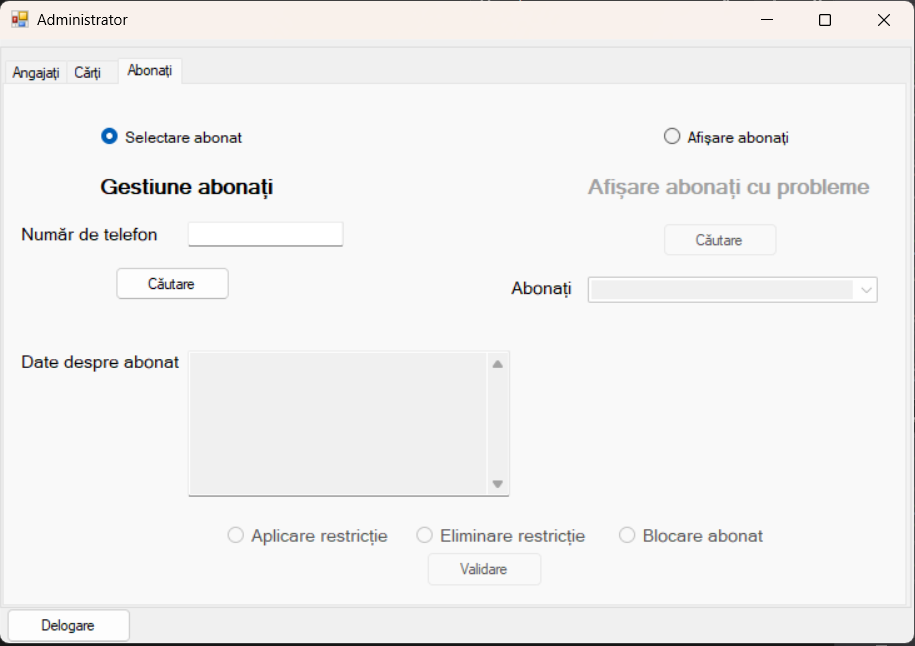 Administrator
Angajați Cărți Abonați
Selectare abonat
Afișare abonați
Gestiune abonați
Afișare abonați cu probleme
Număr de telefon
Căutare
Căutare
Abonați
Date despre abonat
Aplicare restricție Eliminare restricție Blocare abonat
Validare
Delogare